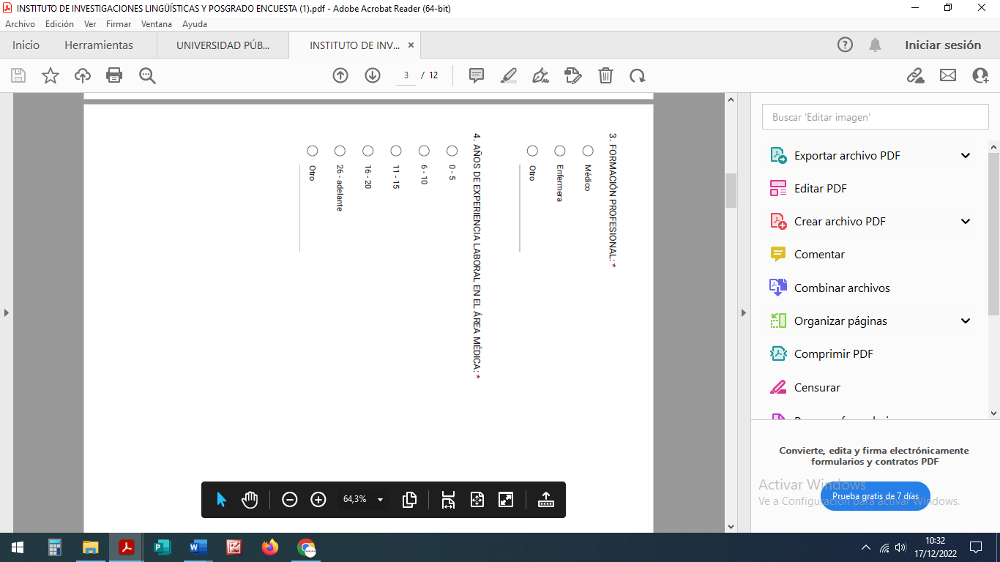 INSTITUTO DE INVESTIGACIONES LINGÜÍSTICAS Y POSGRADO ENCUESTA (1).pdf - Adobe Acrobat Reader (64-bit)
Archivo Edición Ver Firmar Ventana Ayuda
Inicio Herramientas UNIVERSIDAD PÚB... INSTITUTO DE INV... × Iniciar sesión
3 / 12
3. FORMACIÓN PROFESIONAL: *
Médico
Enfermera
Otro
4. AÑOS DE EXPERIENCIA LABORAL EN EL ÁREA MÉDICA: *
0 - 5
6 - 10
11 - 15
16 - 20
26 - adelante
Otro
64,3%
Buscar 'Editar imagen'
Exportar archivo PDF
Editar PDF
Crear archivo PDF
Comentar
Combinar archivos
Organizar páginas
Comprimir PDF
Censurar
Convierte, edita y firma electrónicamente
formularios y contratos PDF
Activar Windows
Prueba gratis de 7 días
Ve a Configuración para activar Windows.
10:32
17/12/2022